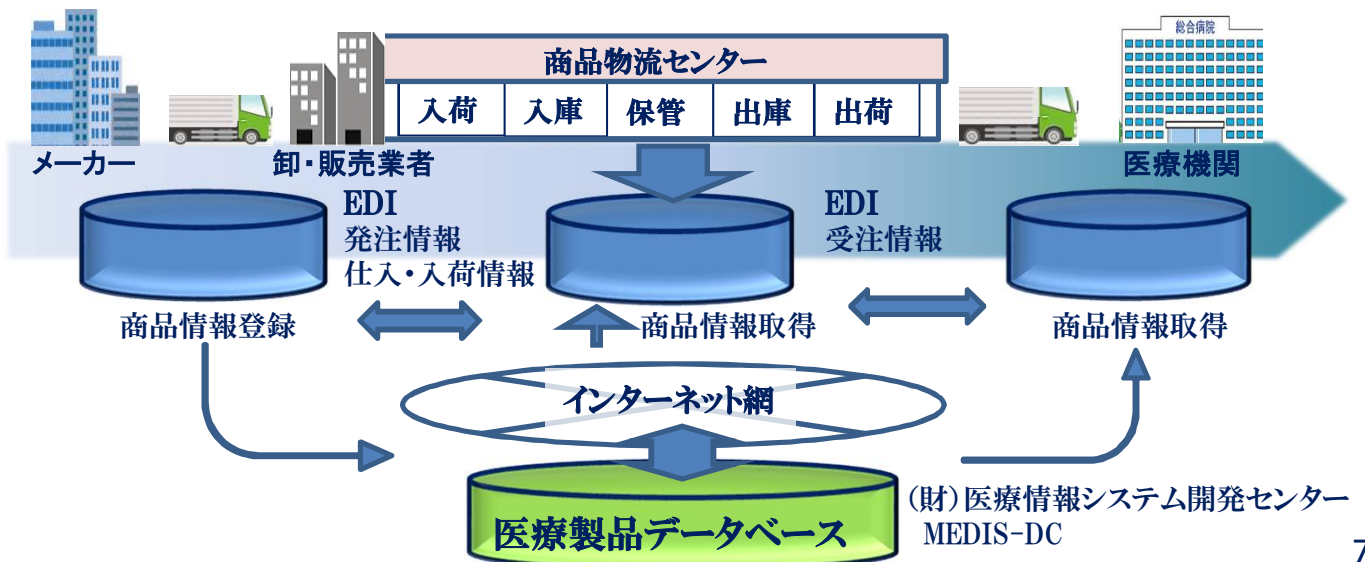 総合病院
商品物流センター
入荷 入庫 保管 出庫 出荷
メーカー
卸・販売業者
医療機関
EDI
発注情報
仕入・入荷情報
EDI
受注情報
商品情報登録
商品情報取得
商品情報取得
インターネット網
医療製品データベース
(財)医療情報システム開発センター
MEDIS-DC
7